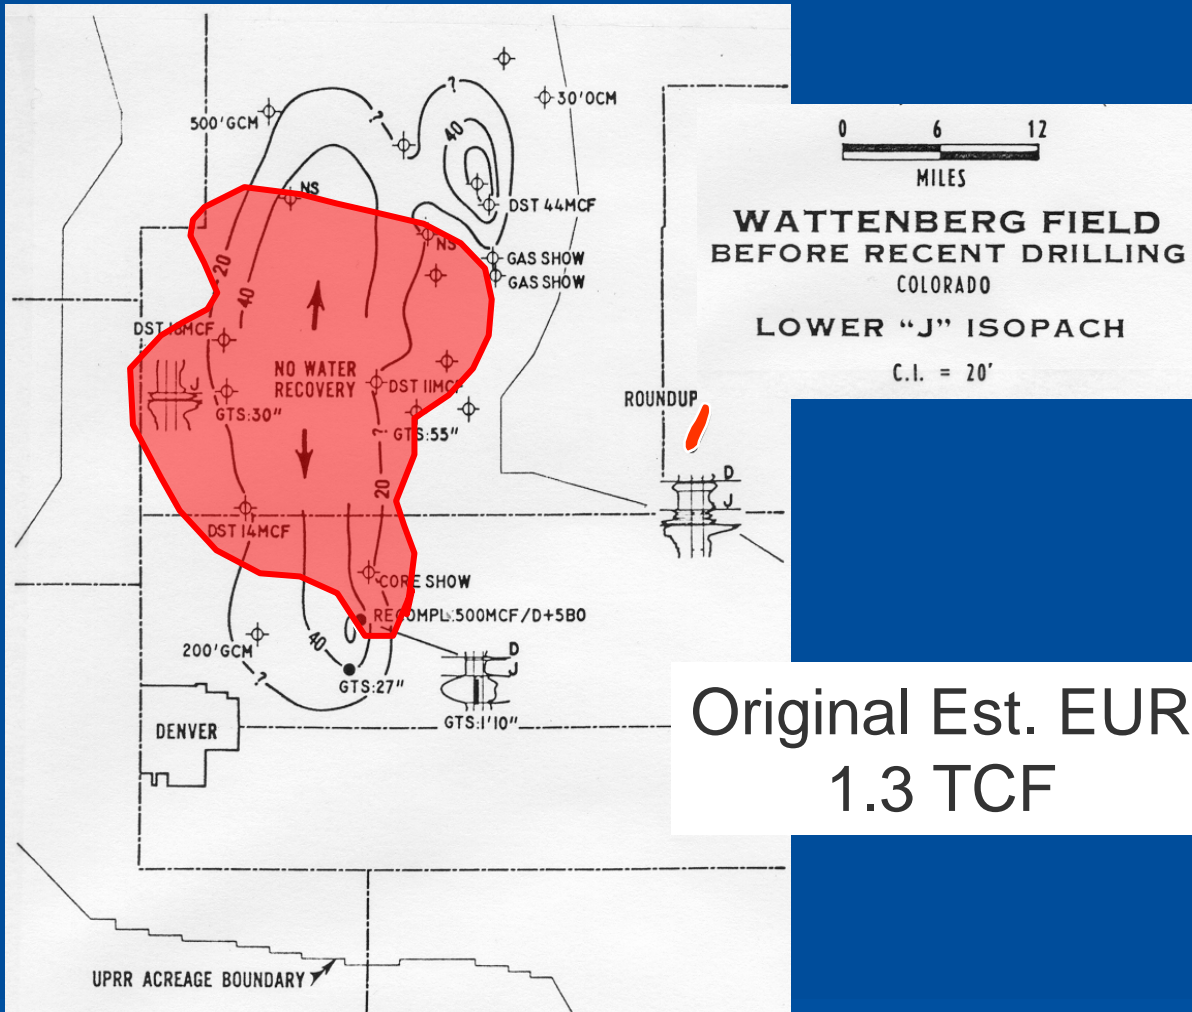 500'GCM
?
?
40
30'OCM
NS
DST 44MCF
NS
GAS SHOW
GAS SHOW
20
40
DST 18MCF
NO WATER
RECOVERY
J
GTS:30"
DST 11MCF
GTS:55"
?
20
DST 14MCF
CORE SHOW
RECOMPL:500MCF/D+5BO
200'GCM
40
?
GTS:27"
D
J
GTS:1'10"
DENVER
UPRR ACREAGE BOUNDARY
ROUNDUP
D
J
0 6 12
MILES
WATTENBERG FIELD
BEFORE RECENT DRILLING
COLORADO
LOWER “J” ISOPACH
C.I. = 20'
Original Est. EUR
1.3 TCF